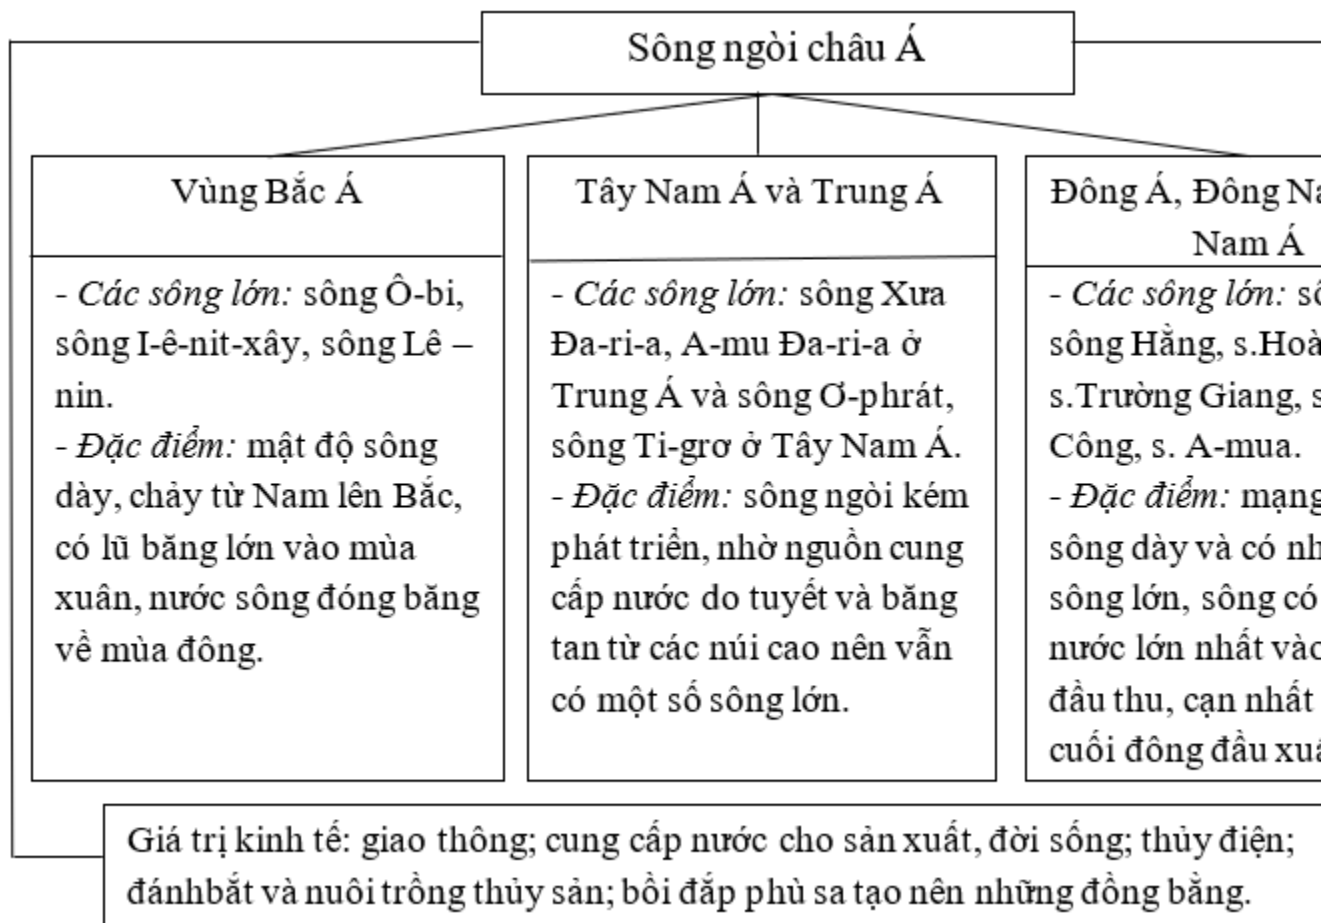 Sông ngòi châu Á
Vùng Bắc Á
- Các sông lớn: sông Ô-bi,
sông I-ê-nit-xây, sông Lê –
nin.
- Đặc điểm: mật độ sông
dày, chảy từ Nam lên Bắc,
có lũ băng lớn vào mùa
xuân, nước sông đóng băng
về mùa đông.
Tây Nam Á và Trung Á
- Các sông lớn: sông Xưa
Đa-ri-a, A-mu Đa-ri-a ở
Trung Á và sông Ơ-phrát,
sông Ti-grơ ở Tây Nam Á.
- Đặc điểm: sông ngòi kém
phát triển, nhờ nguồn cung
cấp nước do tuyết và băng
tan từ các núi cao nên vẫn
có một số sông lớn.
Đông Á, Đông
Nam Á
- Các sông lớn:
sông Hằng,
s.Trường Giang,
Công, s. A-mua.
- Đặc điểm: mạng
sông dày và có
sông lớn, sông có
nước lớn nhất
đầu thu, cạn nhất
cuối đông đầu
Giá trị kinh tế: giao thông; cung cấp nước cho sản xuất, đời sống; thủy điện;
đánhbắt và nuôi trồng thủy sản; bồi đắp phù sa tạo nên những đồng bằng.